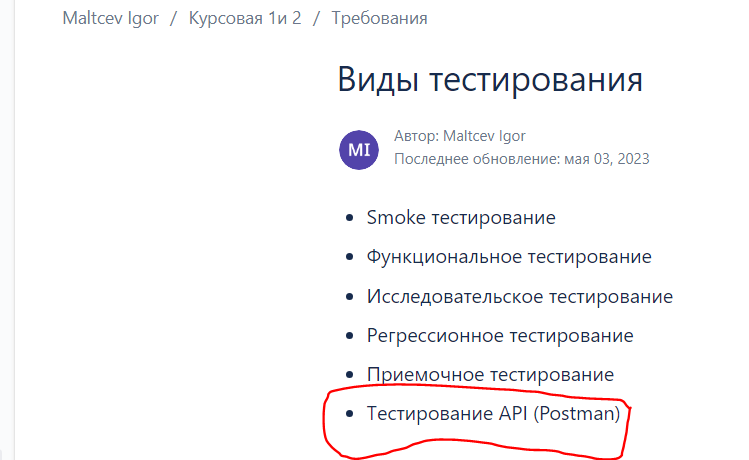 Maltcev Igor / Курсовая 1и 2 / Требования
Виды тестирования
MI
Автор: Maltcev Igor
Последнее обновление: мая 03, 2023
• Smoke тестирование
• Функциональное тестирование
• Исследовательское тестирование
• Регрессионное тестирование
• Приемочное тестирование
• Тестирование API (Postman)